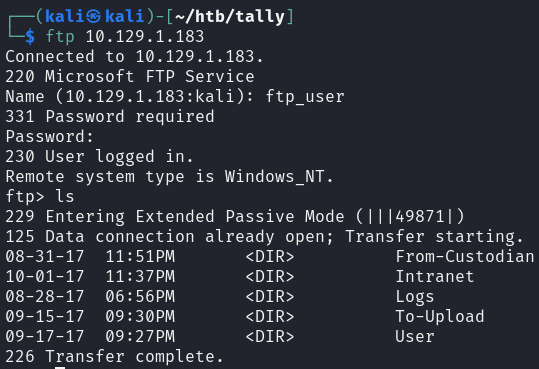 ┌──(kali㉿kali)-[~/htb/tally]
└─$ ftp 10.129.1.183
Connected to 10.129.1.183.
220 Microsoft FTP Service
Name (10.129.1.183:kali): ftp_user
331 Password required
Password:
230 User logged in.
Remote system type is Windows_NT.
ftp> ls
229 Entering Extended Passive Mode (|||49871|)
125 Data connection already open; Transfer starting.
08-31-17  11:51PM       <DIR>          From-Custodian
10-01-17  11:37PM       <DIR>          Intranet
08-28-17  06:56PM       <DIR>          Logs
09-15-17  09:30PM       <DIR>          To-Upload
09-17-17  09:27PM       <DIR>          User
226 Transfer complete.